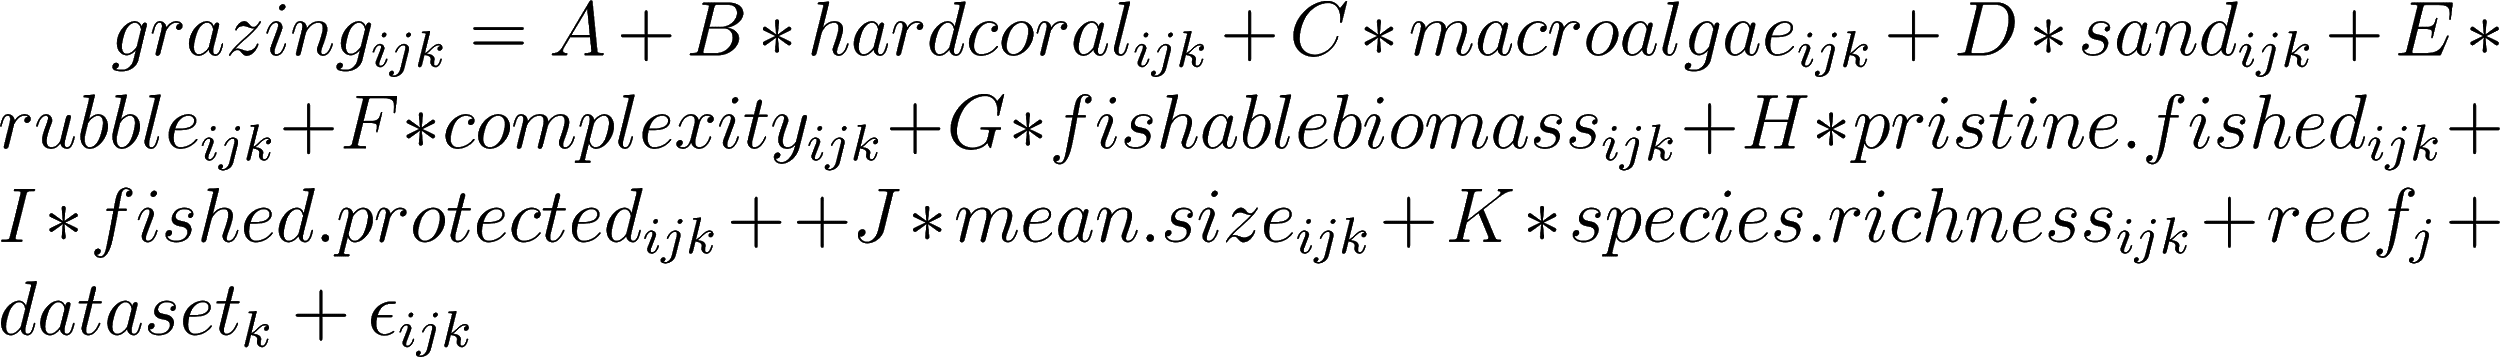 grazing_{ijk} = A + B * hardcoral_{ijk} + C * macroalgae_{ijk} + D * sand_{ijk} + E *
rubble_{ijk} + F * complexity_{ijk} + G * fishablebiomass_{ijk} + H * pristine.fished_{ijk} +
I * fished.protected_{ijk} + + J * mean.size_{ijk} + K * species.richness_{ijk} + reef_j +
dataset_k + ϵ_{ijk}